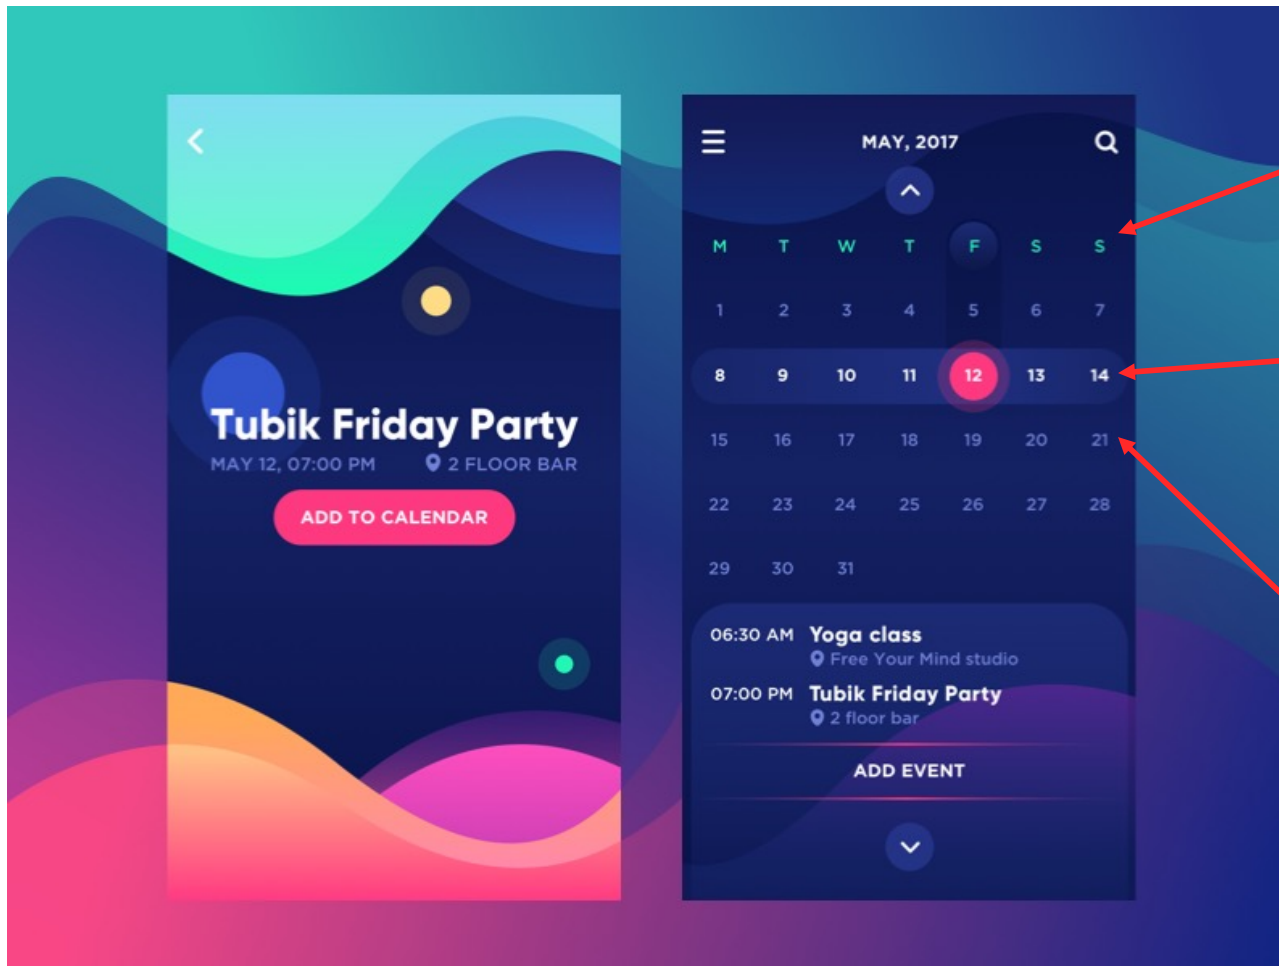 Tubik Friday Party
MAY 12, 07:00 PM 2 FLOOR BAR
ADD TO CALENDAR
MAY, 2017
M T W T F S S
1 2 3 4 5 6 7
8 9 10 11 12 13 14
15 16 17 18 19 20 21
22 23 24 25 26 27 28
29 30 31
06:30 AM Yoga class
Free Your Mind studio
07:00 PM Tubik Friday Party
2 floor bar
ADD EVENT